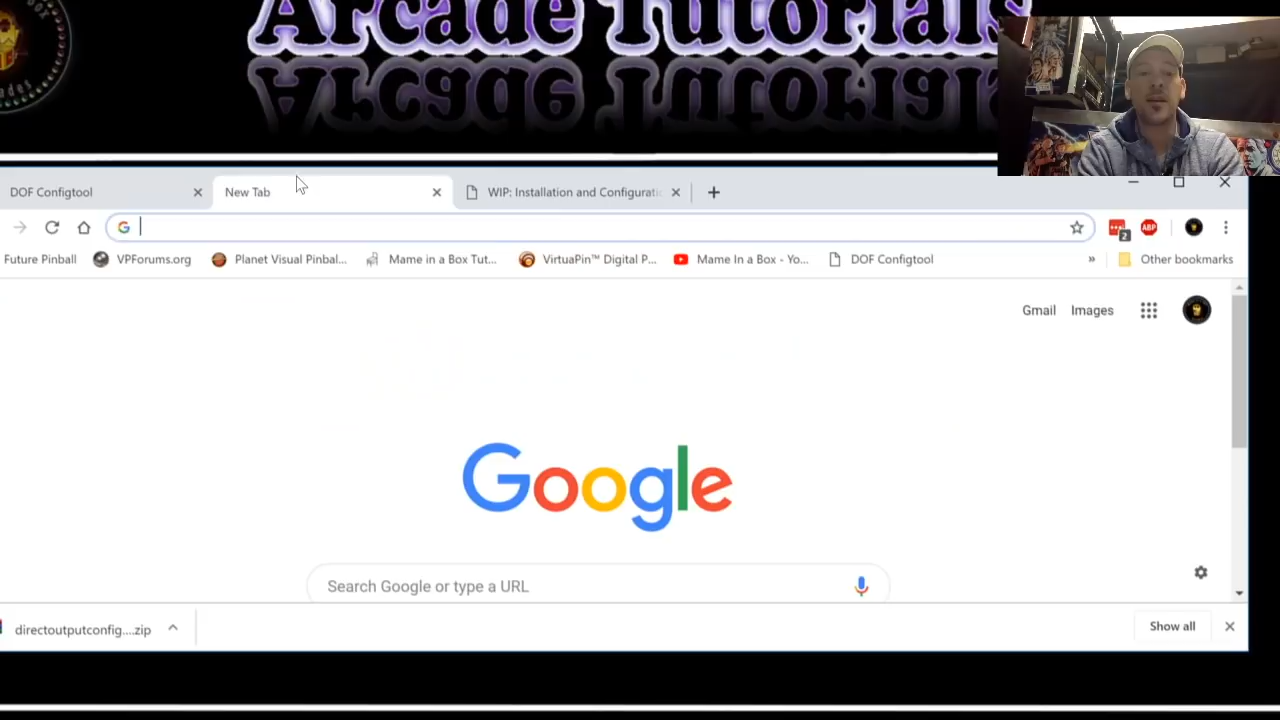 Arcade Tutorials
DOF Configtool
New Tab
WIP: Installation and Configurati
2
ABP
Future Pinball
VPForums.org
Planet Visual Pinbal...
Mame in a Box Tut...
VirtuaPin™ Digital P...
Mame In a Box - Yo...
DOF Configtool
»
Other bookmarks
Gmail
Images
Google
Search Google or type a URL
directoutputconfig....zip
Show all